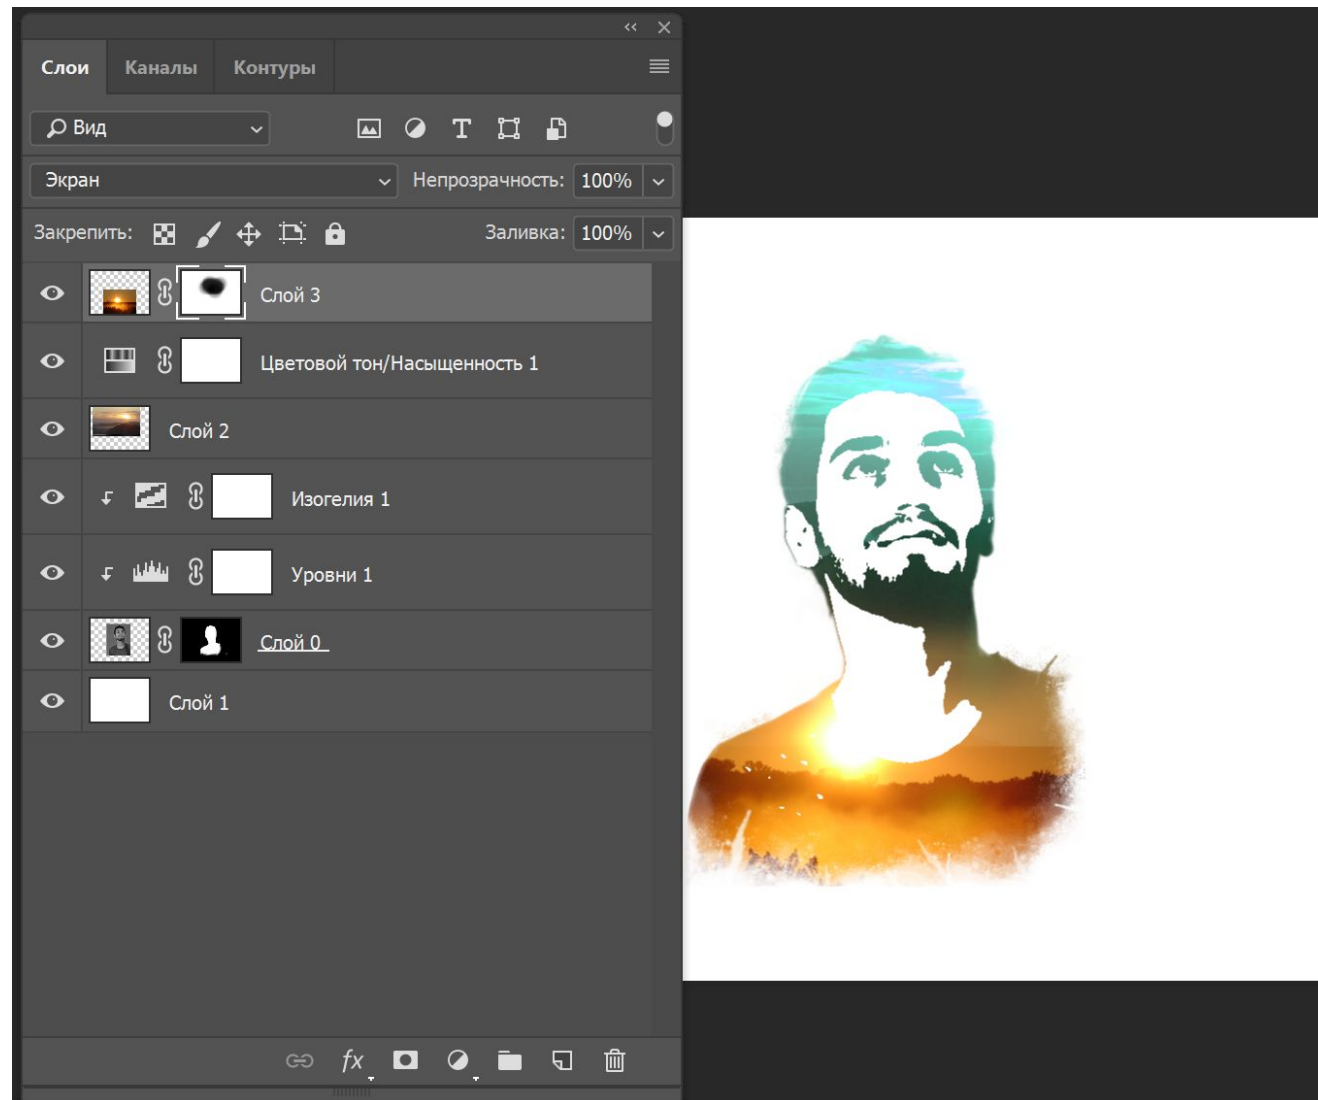 Слои Каналы Контуры
Вид
Экран Непрозрачность: 100%
Закрепить: Заливка: 100%
Слой 3
Цветовой тон/Насыщенность 1
Слой 2
Изогелия 1
Уровни 1
Слой 0
Слой 1
fx